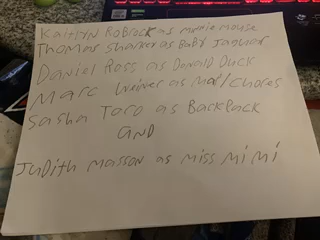 Kaitlyn Robrock as minnie mouse
Thomas Sharkey as Baby Jaguar
Daniel Ross as Donald Duck
Marc Weiner as Map/Chores
Sasha Toro as BackPack
AND
Judith Masson as Miss Mimi